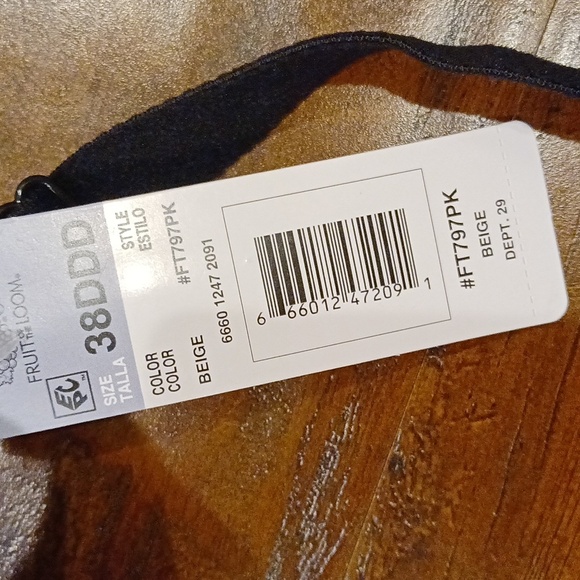 FRUIT OF THE LOOM®
EPC™
SIZE
TALLA
38DDD
STYLE
ESTILO
#FT797PK
COLOR
COLOR
BEIGE
6660 1247 2091
6 66012 47209 1
#FT797PK
BEIGE
DEPT. 29